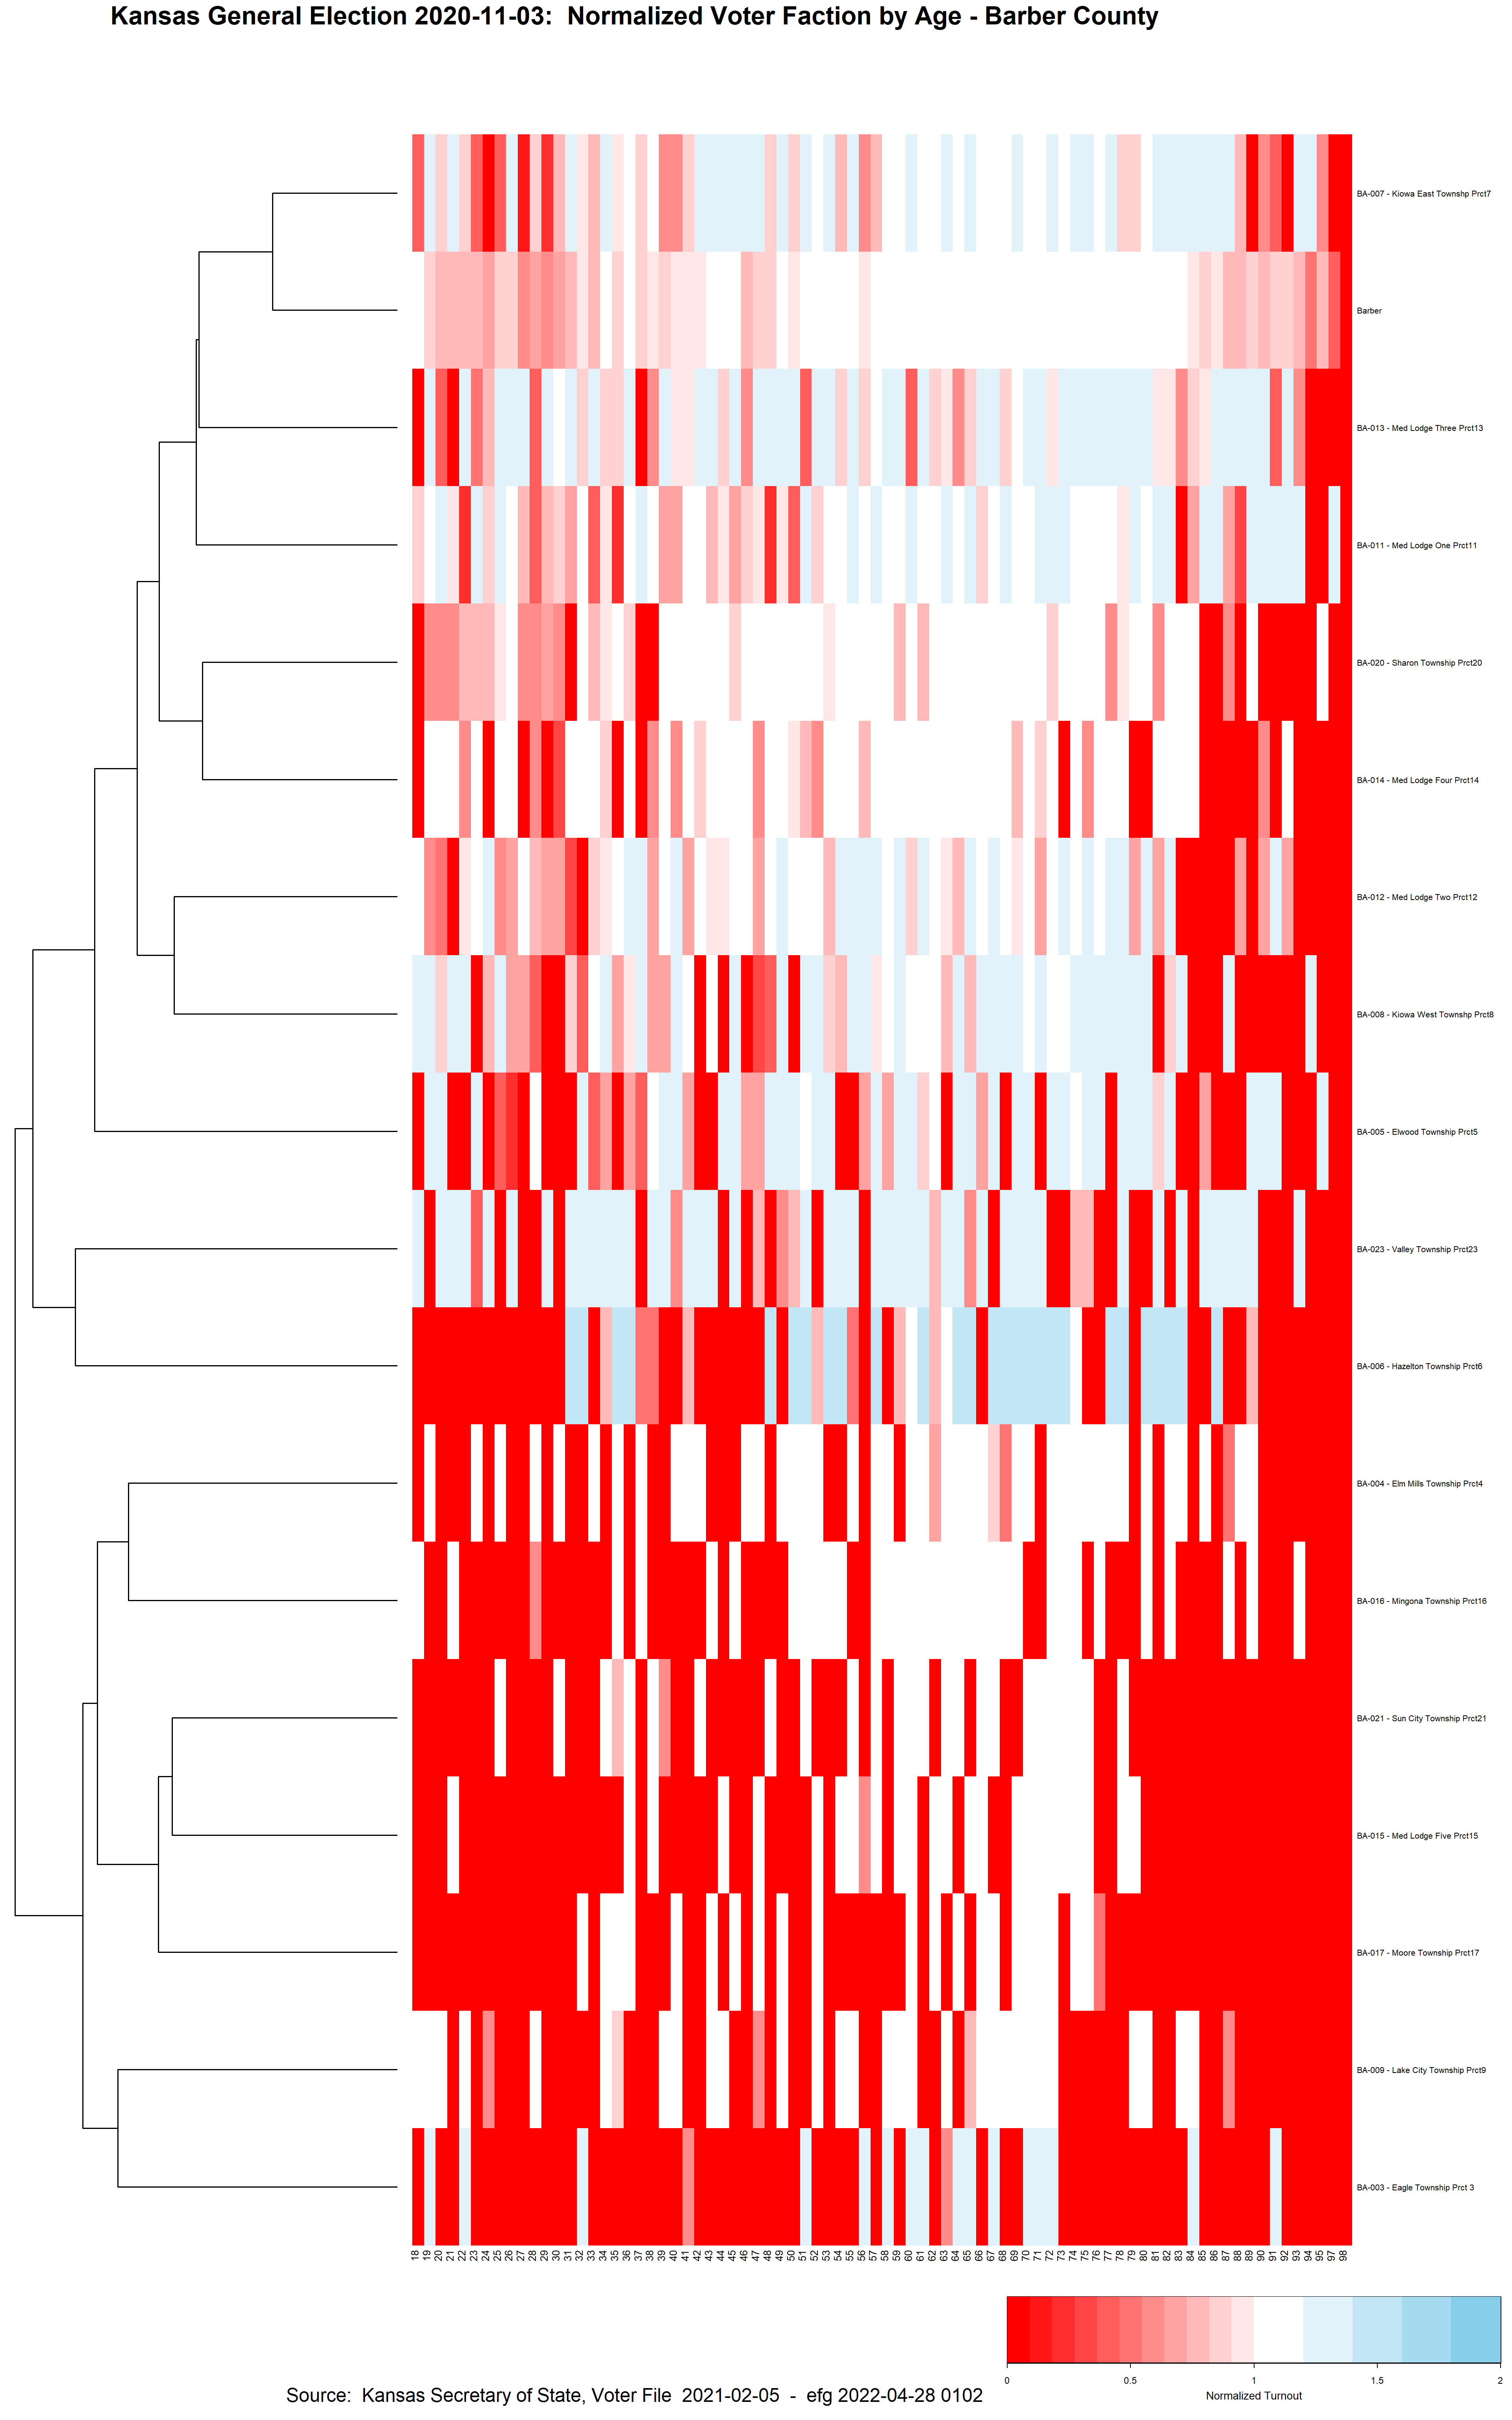 Kansas General Election 2020-11-03:  Normalized Voter Faction by Age - Barber County
BA-007 - Kiowa East Townshp Prct7
Barber
BA-013 - Med Lodge Three Prct13
BA-011 - Med Lodge One Prct11
BA-020 - Sharon Township Prct20
BA-014 - Med Lodge Four Prct14
BA-012 - Med Lodge Two Prct12
BA-008 - Kiowa West Townshp Prct8
BA-005 - Elwood Township Prct5
BA-023 - Valley Township Prct23
BA-006 - Hazelton Township Prct6
BA-004 - Elm Mills Township Prct4
BA-016 - Mingona Township Prct16
BA-021 - Sun City Township Prct21
BA-015 - Med Lodge Five Prct15
BA-017 - Moore Township Prct17
BA-009 - Lake City Township Prct9
BA-003 - Eagle Township Prct 3
18 19 20 21 22 23 24 25 26 27 28 29 30 31 32 33 34 35 36 37 38 39 40 41 42 43 44 45 46 47 48 49 50 51 52 53 54 55 56 57 58 59 60 61 62 63 64 65 66 67 68 69 70 71 72 73 74 75 76 77 78 79 80 81 82 83 84 85 86 87 88 89 90 91 92 93 94 95 97 98
0 0.5 1 1.5 2
Normalized Turnout
Source:  Kansas Secretary of State, Voter File  2021-02-05  -  efg 2022-04-28 0102